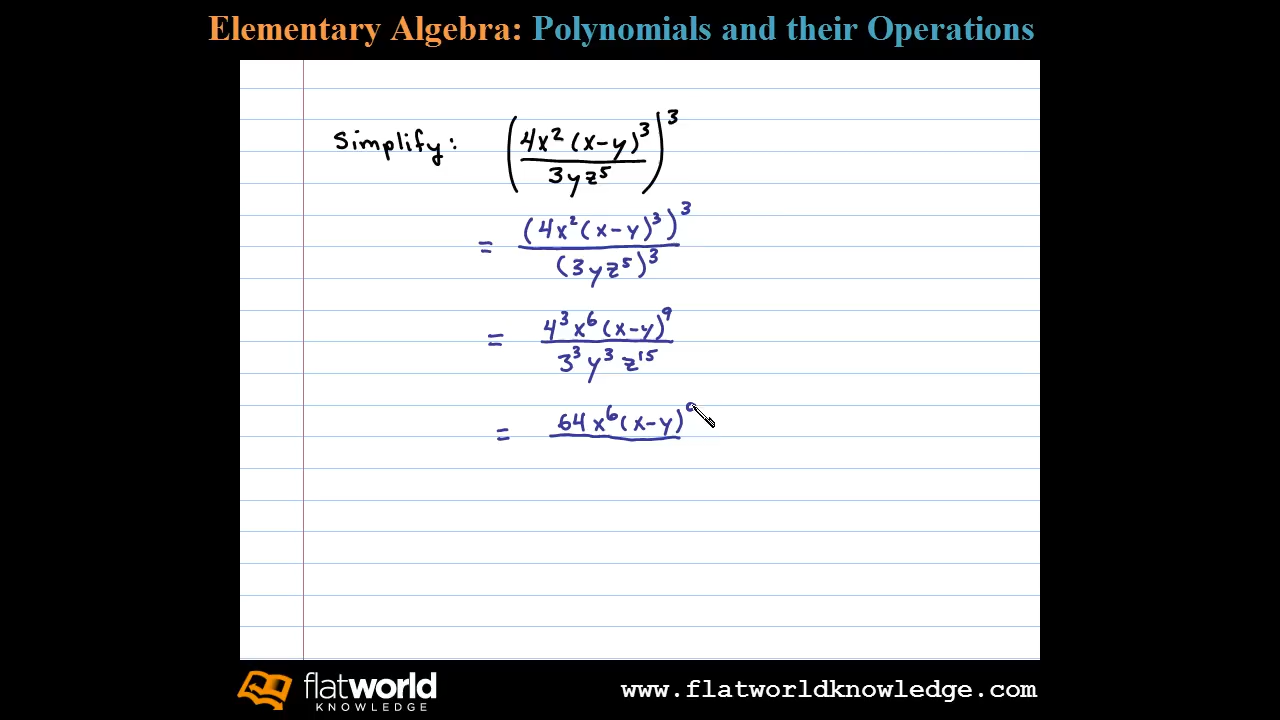 Elementary Algebra: Polynomials and their Operations
Simplify: (4x²(x-y)³ / 3yz⁵)³
= (4x²(x-y)³)³ / (3yz⁵)³
= 4³x⁶(x-y)⁹ / 3³y³z¹⁵
= 64x⁶(x-y)
flatworld
KNOWLEDGE
www.flatworldknowledge.com